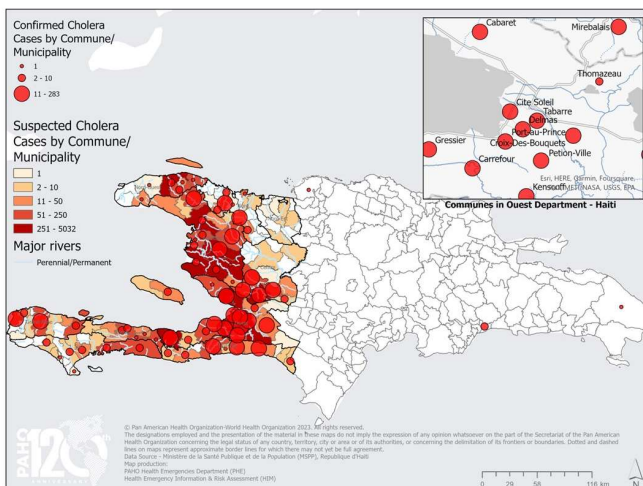 Confirmed Cholera
Cases by Commune/
Municipality
1
2 - 10
11 - 283
Suspected Cholera
Cases by Commune/
Municipality
1
2 - 10
11 - 50
51 - 250
251 - 5032
Major rivers
Perennial/Permanent
Cabaret
Mirebalais
Thomazeau
Cite Soleil
Tabarre
Delmas
Port-au-Prince
Gressier
Croix-Des-Bouquets
Petion-Ville
Carrefour
Kenscoff
Esri, HERE, Garmin, Foursquare,
METI/NASA, USGS, EPA
Communes in Ouest Department - Haiti
© Pan American Health Organization-World Health Organization 2023. All rights reserved.
The designations employed and the presentation of the material in these maps do not imply the expression of any opinion whatsoever on the part of the Secretariat of the Pan American
Health Organization concerning the legal status of any country, territory, city or area or of its authorities, or concerning the delimitation of its frontiers or boundaries. Dotted and dashed
lines on maps represent approximate border lines for which there may not yet be full agreement.
Data Source - Ministère de la Santé Publique et de la Population (MSPP), Republique d'Haiti
Map production:
PAHO Health Emergencies Department (PHE)
Health Emergency Information & Risk Assessment (HIM)
PAHO
120th
ANNIVERSARY
0 29 58 116 km
N